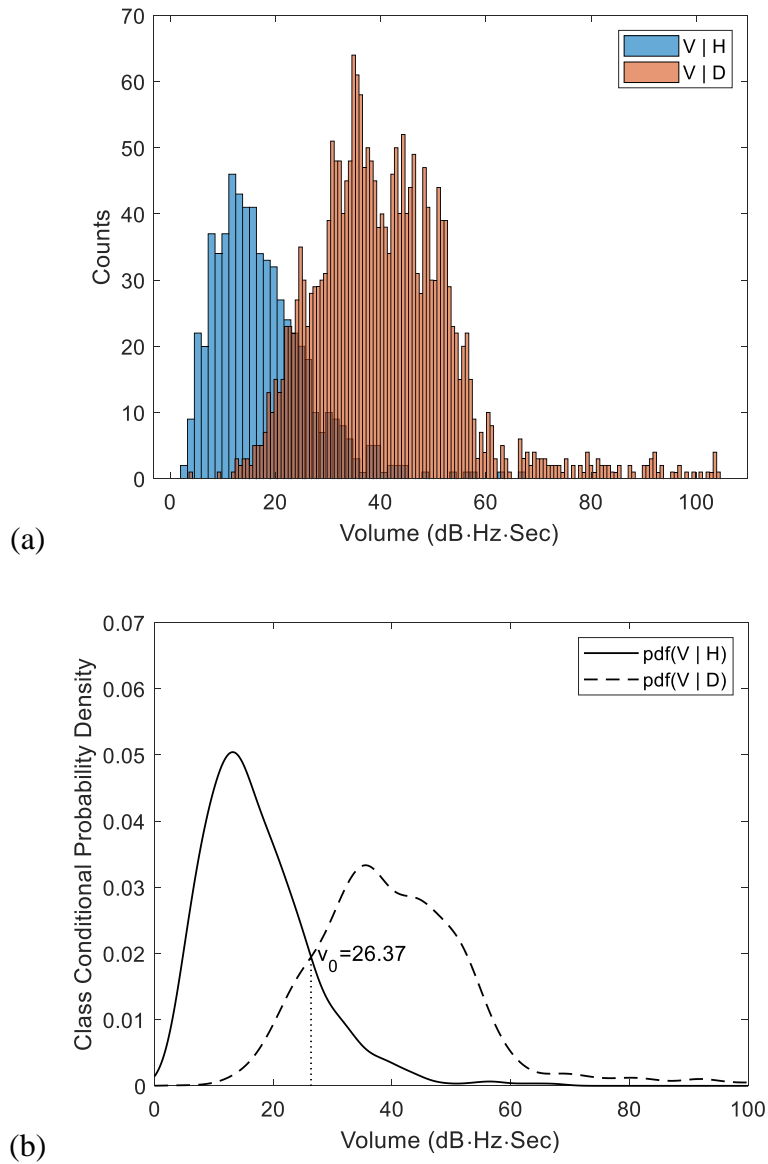 70
60
50
40
30
20
10
0
Counts
V | H
V | D
0 20 40 60 80 100
Volume (dB·Hz·Sec)
(a)
0.07
0.06
0.05
0.04
0.03
0.02
0.01
0
Class Conditional Probability Density
pdf(V | H)
pdf(V | D)
v0=26.37
0 20 40 60 80 100
Volume (dB·Hz·Sec)
(b)